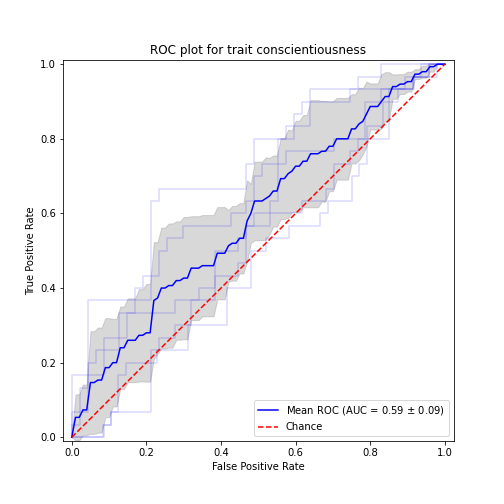 ROC plot for trait conscientiousness
1.0
0.8
0.6
0.4
0.2
0.0
True Positive Rate
Mean ROC (AUC = 0.59 ± 0.09)
Chance
0.0 0.2 0.4 0.6 0.8 1.0
False Positive Rate